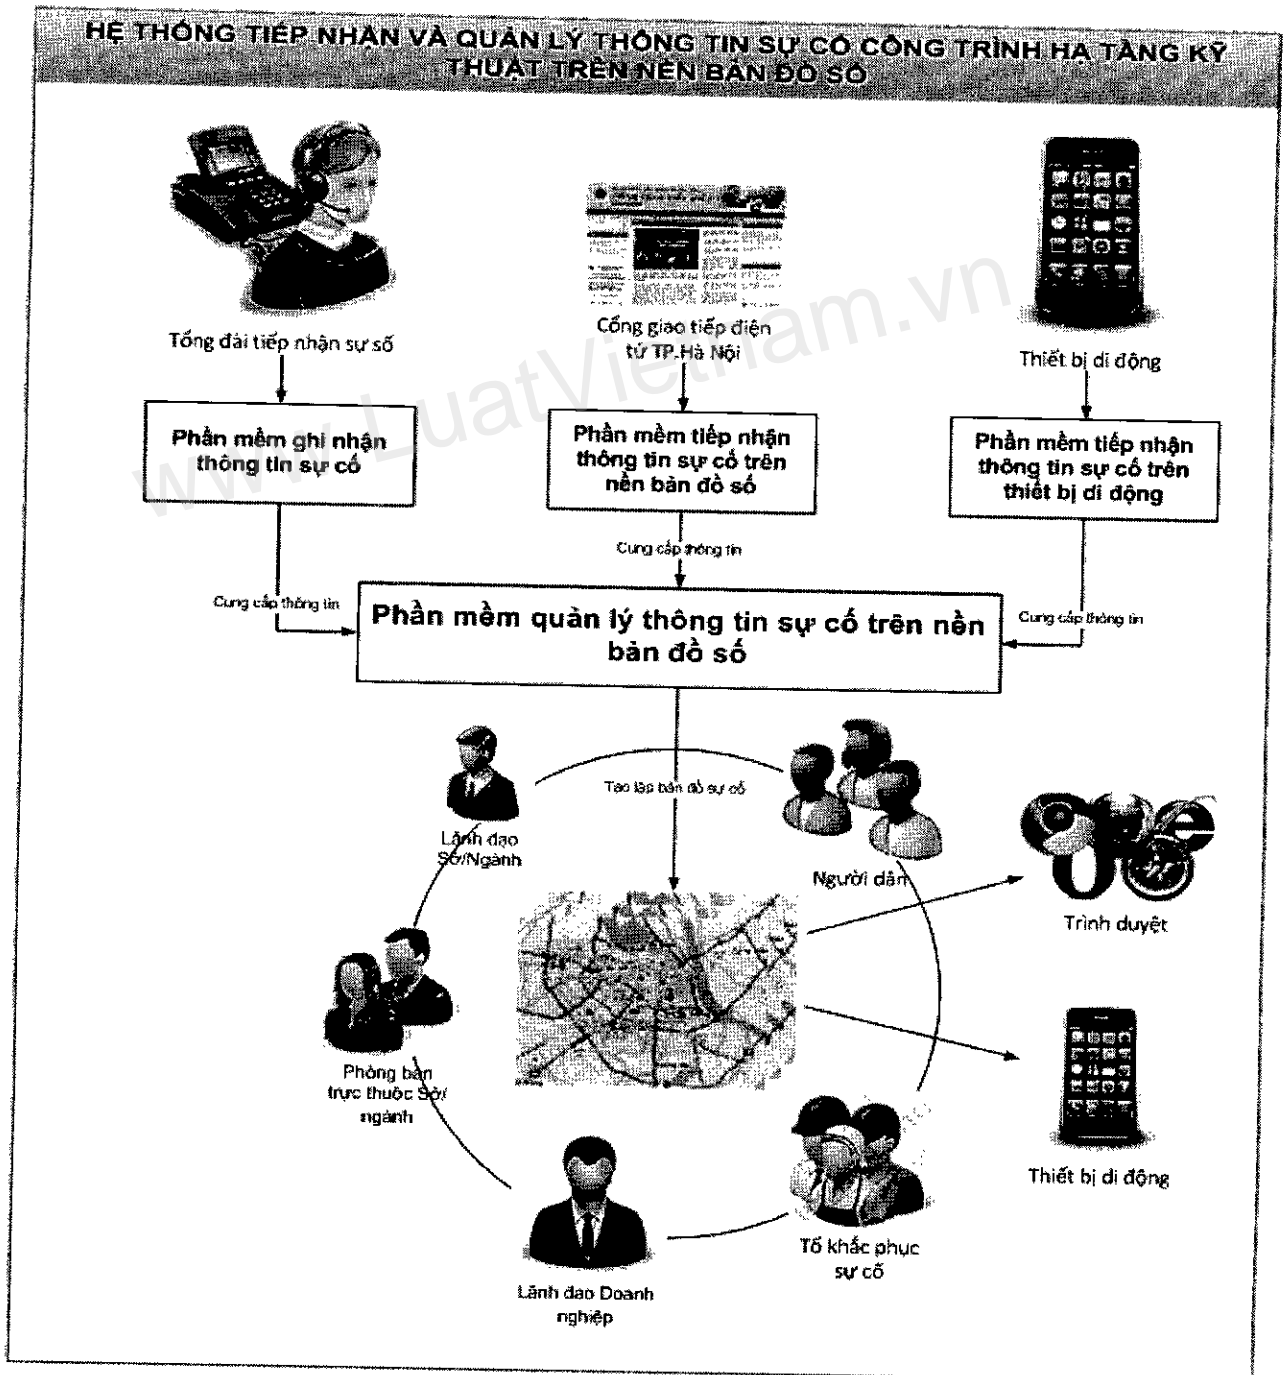 HỆ THỐNG TIẾP NHẬN VÀ QUẢN LÝ THÔNG TIN SỰ CỐ CÔNG TRÌNH HẠ TẦNG KỸ
THUẬT TRÊN NỀN BẢN ĐỒ SỐ
Tổng đài tiếp nhận sự số
Cổng giao tiếp điện
tử TP.Hà Nội
Thiết bị di động
Phần mềm ghi nhận
thông tin sự cố
Phần mềm tiếp nhận
thông tin sự cố trên
nền bản đồ số
Phần mềm tiếp nhận
thông tin sự cố trên
thiết bị di động
www.LuatVietnam.vn
Cung cấp thông tin
Cung cấp thông tin
Cung cấp thông tin
Phần mềm quản lý thông tin sự cố trên nền
bản đồ số
Tạo lập bản đồ sự cố
Lãnh đạo
Sở/Ngành
Người dân
Trình duyệt
Phòng ban
trực thuộc Sở/
ngành
Thiết bị di động
Tổ khắc phục
sự cố
Lãnh đạo Doanh
nghiệp